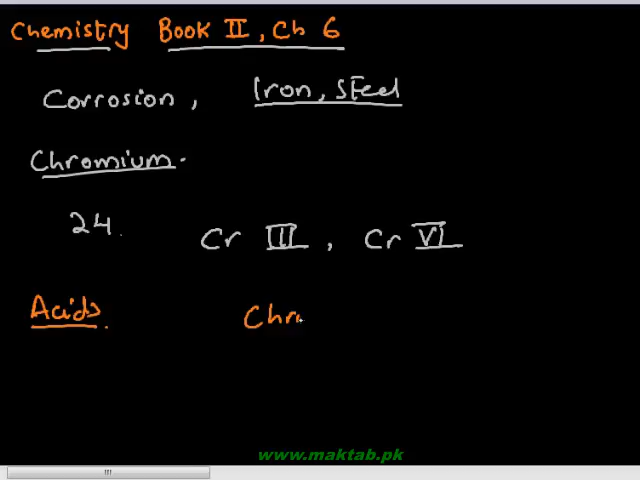 Chemistry Book II, Ch 6
Corrosion, Iron, Steel
Chromium.
24. Cr III, Cr VI
Acids. Chr
www.maktab.pk